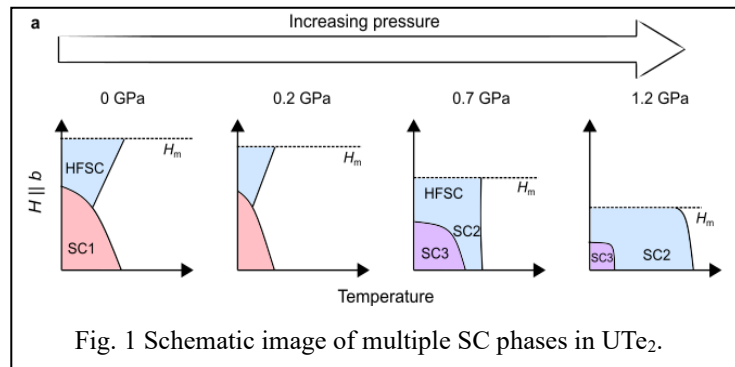 a
Increasing pressure
0 GPa
0.2 GPa
0.7 GPa
1.2 GPa
H || b
HFSC
SC1
Hₘ
Hₘ
HFSC
SC2
SC3
Hₘ
SC3
SC2
Hₘ
Temperature
Fig. 1 Schematic image of multiple SC phases in UTe₂.